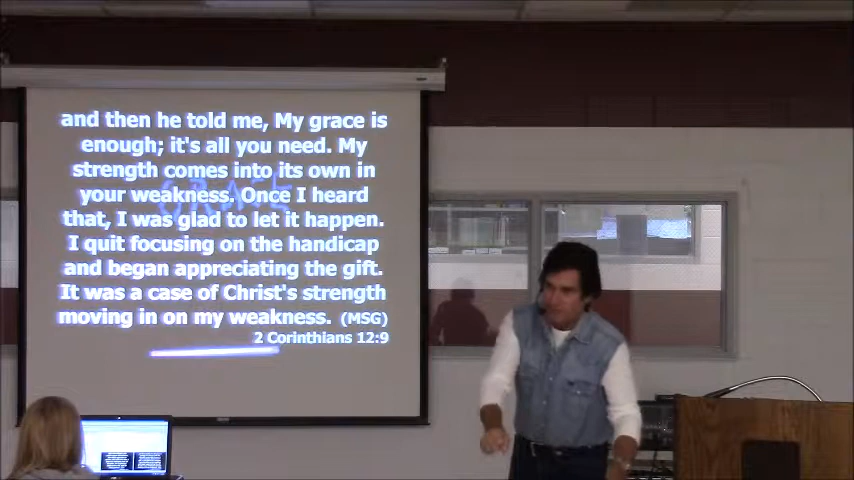 and then he told me, My grace is
enough; it's all you need. My
strength comes into its own in
your weakness. Once I heard
that, I was glad to let it happen.
I quit focusing on the handicap
and began appreciating the gift.
It was a case of Christ's strength
moving in on my weakness. (MSG)
2 Corinthians 12:9
GRACE